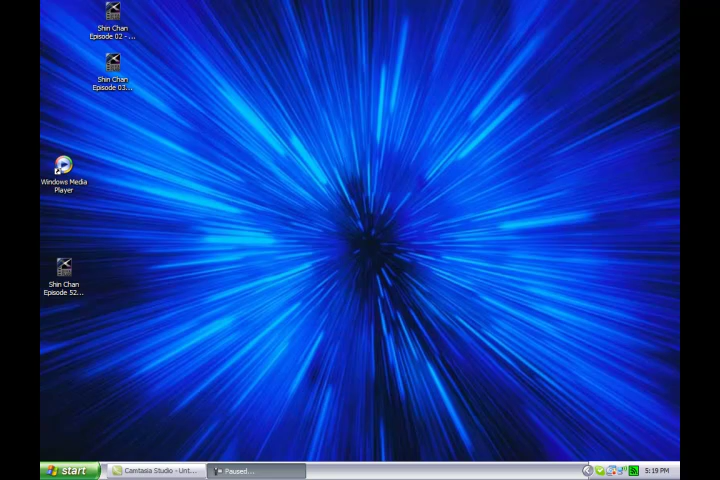 Shin Chan
Episode 02 - ...
Shin Chan
Episode 03...
Windows Media
Player
Shin Chan
Episode 52...
start
Camtasia Studio - Unt...
Paused...
5:19 PM